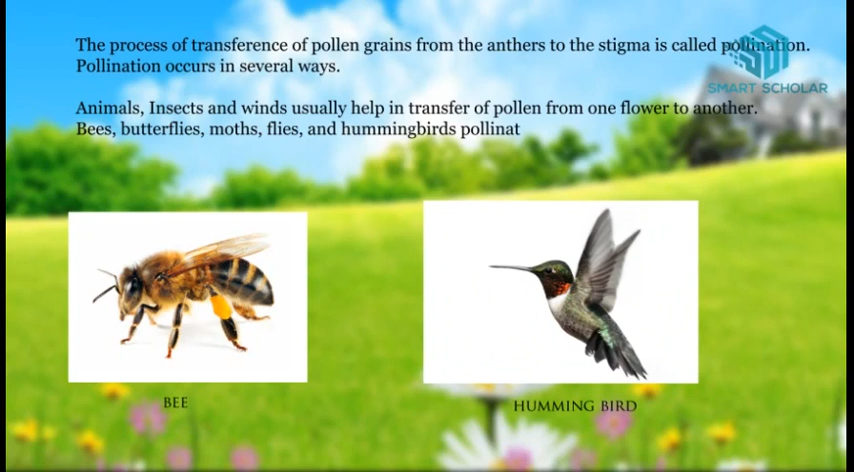 The process of transference of pollen grains from the anthers to the stigma is called pollination.
Pollination occurs in several ways.
SMART SCHOLAR
Animals, Insects and winds usually help in transfer of pollen from one flower to another.
Bees, butterflies, moths, flies, and hummingbirds pollinat
BEE
HUMMING BIRD